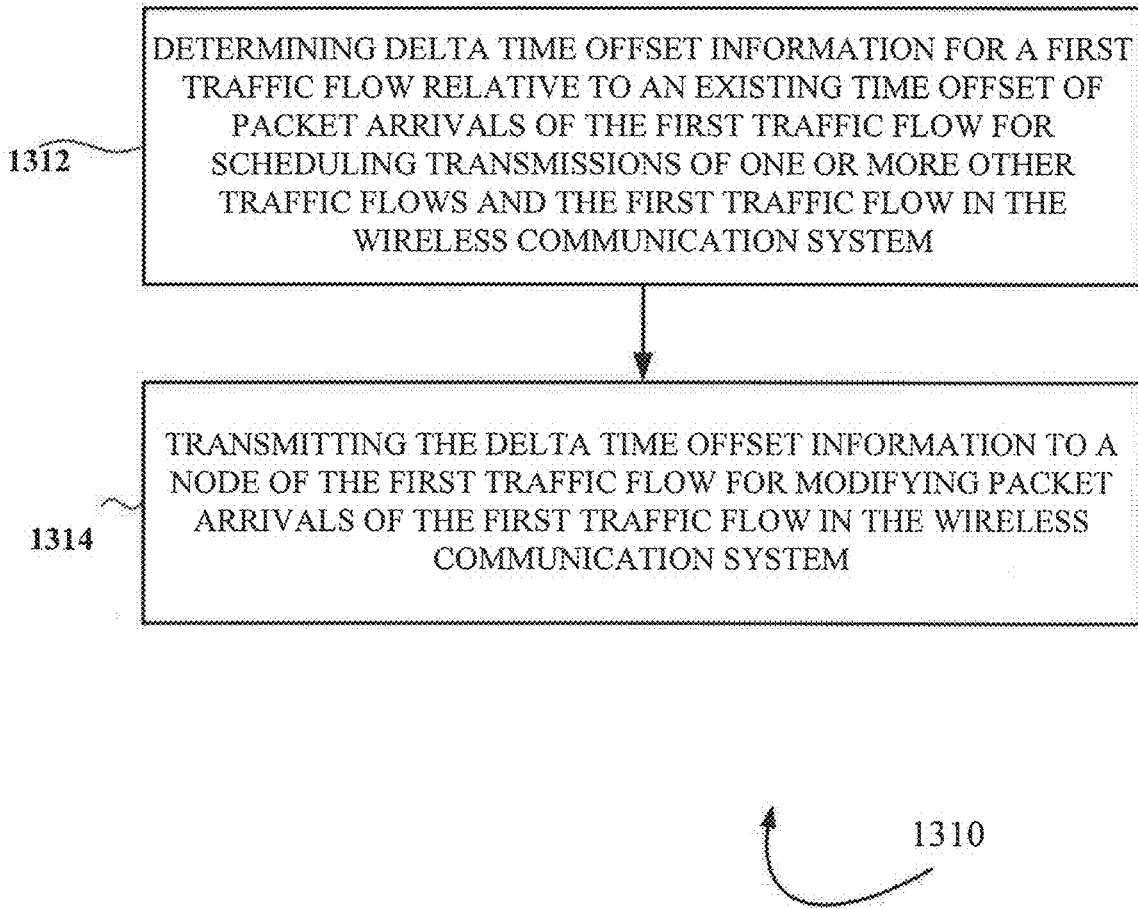 DETERMINING DELTA TIME OFFSET INFORMATION FOR A FIRST
TRAFFIC FLOW RELATIVE TO AN EXISTING TIME OFFSET OF
PACKET ARRIVALS OF THE FIRST TRAFFIC FLOW FOR
SCHEDULING TRANSMISSIONS OF ONE OR MORE OTHER
TRAFFIC FLOWS AND THE FIRST TRAFFIC FLOW IN THE
WIRELESS COMMUNICATION SYSTEM
1312
TRANSMITTING THE DELTA TIME OFFSET INFORMATION TO A
NODE OF THE FIRST TRAFFIC FLOW FOR MODIFYING PACKET
ARRIVALS OF THE FIRST TRAFFIC FLOW IN THE WIRELESS
COMMUNICATION SYSTEM
1314
1310